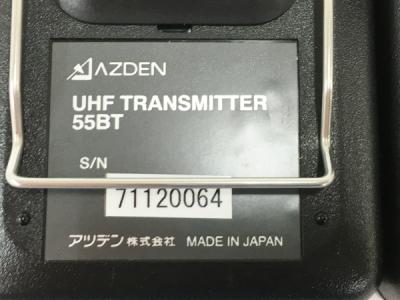 AZDEN
UHF TRANSMITTER
55BT
S/N
71120064
アツデン株式会社 MADE IN JAPAN